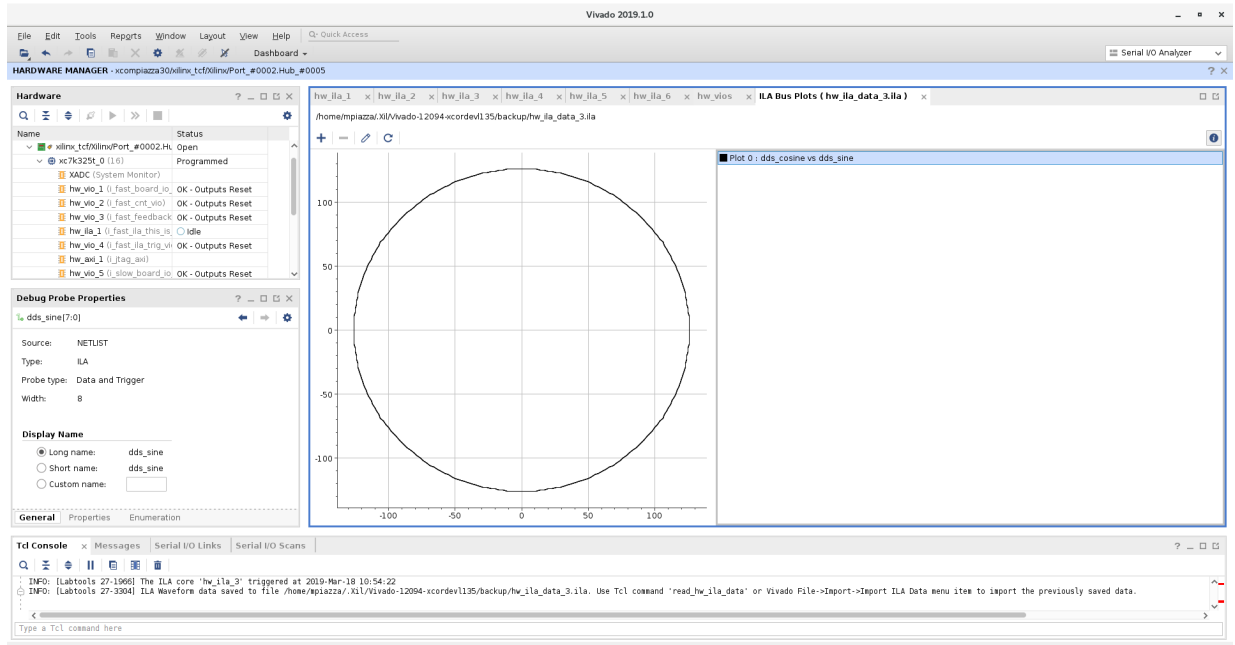 Vivado 2019.1.0
File Edit Tools Reports Window Layout View Help Q- Quick Access
Dashboard
Serial I/O Analyzer
HARDWARE MANAGER - xcompiazza30/xilinx_tcf/Xilinx/Port_#0002.Hub_#0005
Hardware
Name Status
xilinx_tcf/Xilinx/Port_#0002.Hu Open
xc7k325t_0 (16) Programmed
XADC (System Monitor)
hw_vio_1 (i_fast_board_io_ OK - Outputs Reset
hw_vio_2 (i_fast_cnt_vio) OK - Outputs Reset
hw_vio_3 (i_fast_feedback OK - Outputs Reset
hw_ila_1 (i_fast_ila_this_is_ Idle
hw_vio_4 (i_fast_ila_trig_vi OK - Outputs Reset
hw_axi_1 (i_jtag_axi)
hw_vio_5 (i_slow_board_io OK - Outputs Reset
Debug Probe Properties
dds_sine[7:0]
Source: NETLIST
Type: ILA
Probe type: Data and Trigger
Width: 8
Display Name
Long name: dds_sine
Short name: dds_sine
Custom name:
General Properties Enumeration
hw_ila_1 hw_ila_2 hw_ila_3 hw_ila_4 hw_ila_5 hw_ila_6 hw_vios ILA Bus Plots ( hw_ila_data_3.ila )
/home/mpiazza/.Xil/Vivado-12094-xcordevl135/backup/hw_ila_data_3.ila
Plot 0 : dds_cosine vs dds_sine
100
50
0
-50
-100
-100 -50 0 50 100
Tcl Console Messages Serial I/O Links Serial I/O Scans
INFO: [Labtools 27-1966] The ILA core 'hw_ila_3' triggered at 2019-Mar-18 10:54:22
INFO: [Labtools 27-3304] ILA Waveform data saved to file /home/mpiazza/.Xil/Vivado-12094-xcordevl135/backup/hw_ila_data_3.ila. Use Tcl command 'read_hw_ila_data' or Vivado File->Import->Import ILA Data menu item to import the previously saved data.
Type a Tcl command here